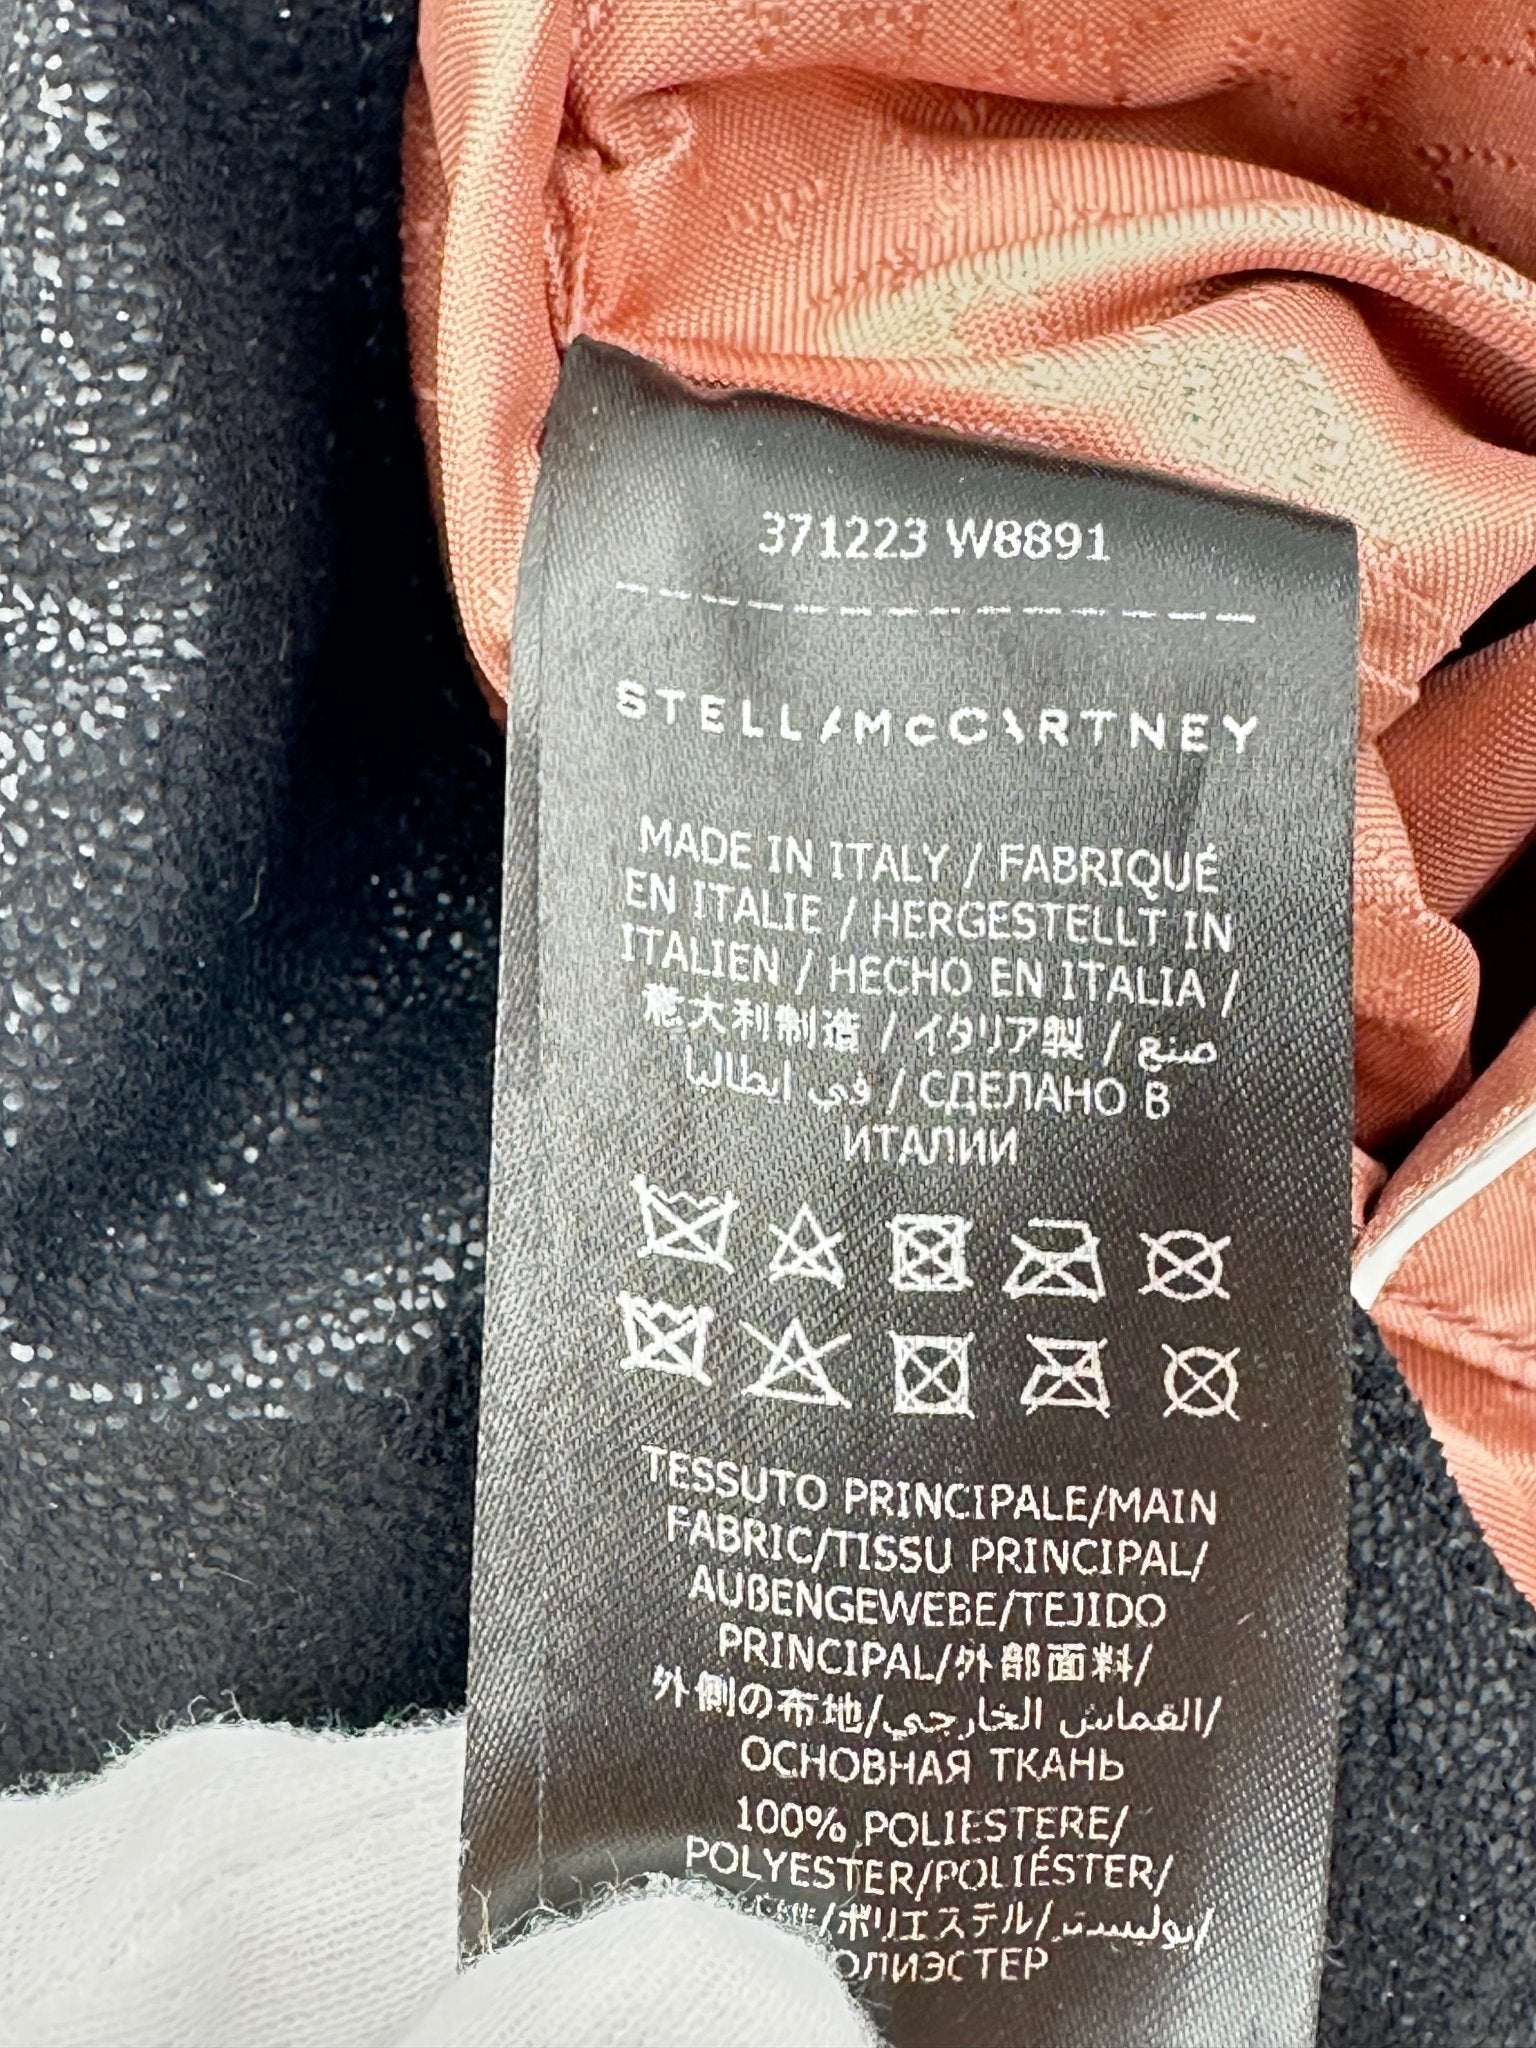 371223 W8891
STELLA McCARTNEY
MADE IN ITALY / FABRIQUÉ
EN ITALIE / HERGESTELLT IN
ITALIEN / HECHO EN ITALIA /
意大利制造 / イタリア製 / صنع
في ايطاليا / СДЕЛАНО В
ИТАЛИИ
TESSUTO PRINCIPALE/MAIN
FABRIC/TISSU PRINCIPAL/
AUßENGEWEBE/TEJIDO
PRINCIPAL/外部面料/
外側の布地/القماش الخارجي/
ОСНОВНАЯ ТКАНЬ
100% POLIESTERE/
POLYESTER/POLIÉSTER/
/ポリエステル/بوليستر/
ОЛИЭСТЕР